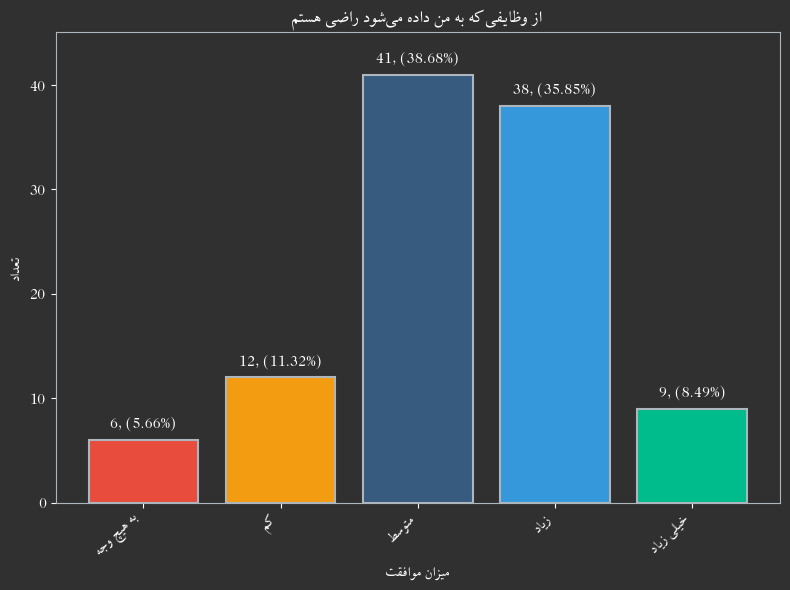 از وظایفی که به من داده می‌شود راضی هستم
41, (38.68%)
38, (35.85%)
12, (11.32%)
9, (8.49%)
6, (5.66%)
40
30
20
10
0
تعداد
به هیچ وجه
کم
متوسط
زیاد
خیلی زیاد
میزان موافقت